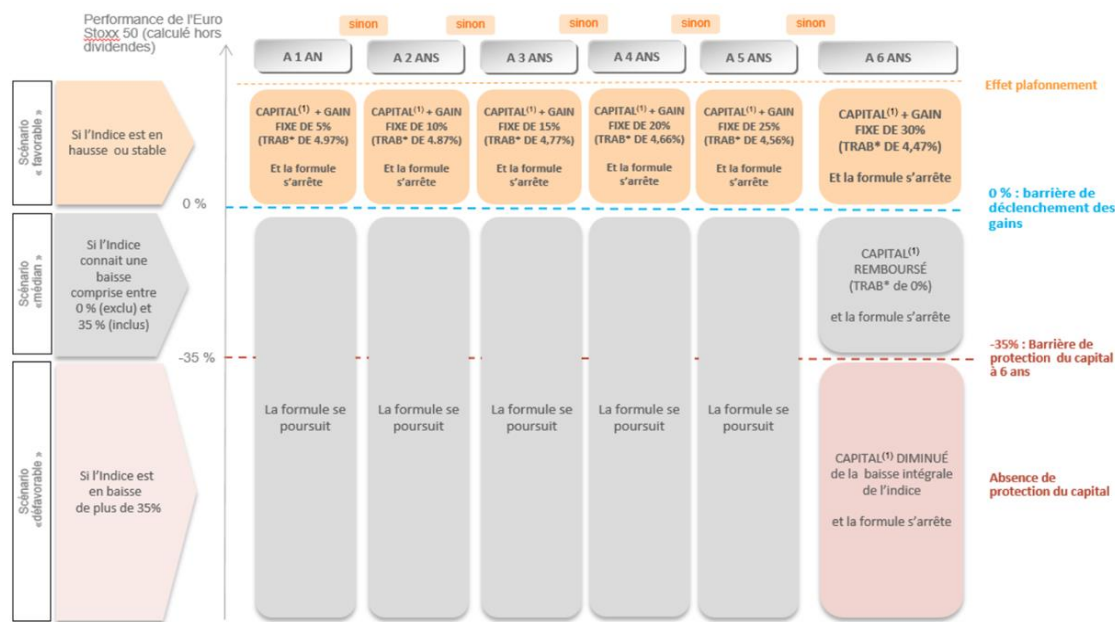 Performance de l'Euro
Stoxx 50 (calculé hors
dividendes)
sinon
sinon
sinon
sinon
sinon
A 1 AN
A 2 ANS
A 3 ANS
A 4 ANS
A 5 ANS
A 6 ANS
Effet plafonnement
Scénario
« favorable »
Si l'Indice est en
hausse ou stable
CAPITAL(1) + GAIN
FIXE DE 5%
(TRAB* DE 4.97%)
Et la formule
s'arrête
CAPITAL(1) + GAIN
FIXE DE 10%
(TRAB* DE 4.87%)
Et la formule
s'arrête
CAPITAL(1) + GAIN
FIXE DE 15%
(TRAB* DE 4,77%)
Et la formule
s'arrête
CAPITAL(1) + GAIN
FIXE DE 20%
(TRAB* DE 4,66%)
Et la formule
s'arrête
CAPITAL(1) + GAIN
FIXE DE 25%
(TRAB* DE 4,56%)
Et la formule
s'arrête
CAPITAL(1) + GAIN
FIXE DE 30%
(TRAB* DE 4,47%)
Et la formule s'arrête
0 %
0 % : barrière de
déclenchement des
gains
Scénario
«médian »
Si l'Indice
connait une
baisse
comprise entre
0 % (exclu) et
35 % (inclus)
CAPITAL(1)
REMBOURSÉ
(TRAB* de 0%)
et la formule s'arrête
-35 %
-35% : Barrière de
protection du capital
à 6 ans
Scénario
«défavorable »
Si l'Indice est
en baisse
de plus de 35%
La formule se
poursuit
La formule se
poursuit
La formule se
poursuit
La formule se
poursuit
La formule se
poursuit
CAPITAL(1) DIMINUÉ
de la baisse intégrale
de l'indice
et la formule s'arrête
Absence de
protection du capital